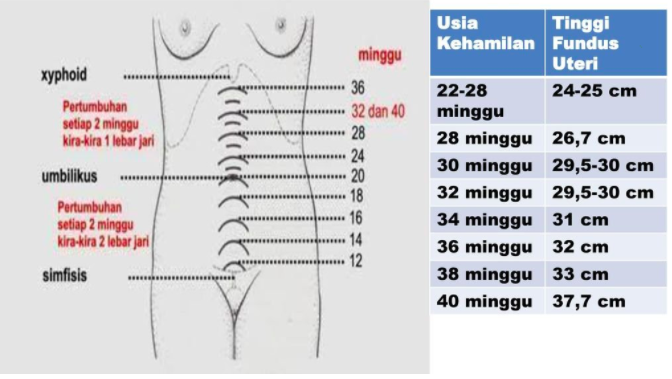 minggu
xyphoid
36
Pertumbuhan
setiap 2 minggu
kira-kira 1 lebar jari
32 dan 40
28
24
umbilikus
20
18
Pertumbuhan
setiap 2 minggu
kira-kira 2 lebar jari
16
14
12
simfisis
Usia Kehamilan
Tinggi Fundus Uteri
22-28 minggu
24-25 cm
28 minggu
26,7 cm
30 minggu
29,5-30 cm
32 minggu
29,5-30 cm
34 minggu
31 cm
36 minggu
32 cm
38 minggu
33 cm
40 minggu
37,7 cm